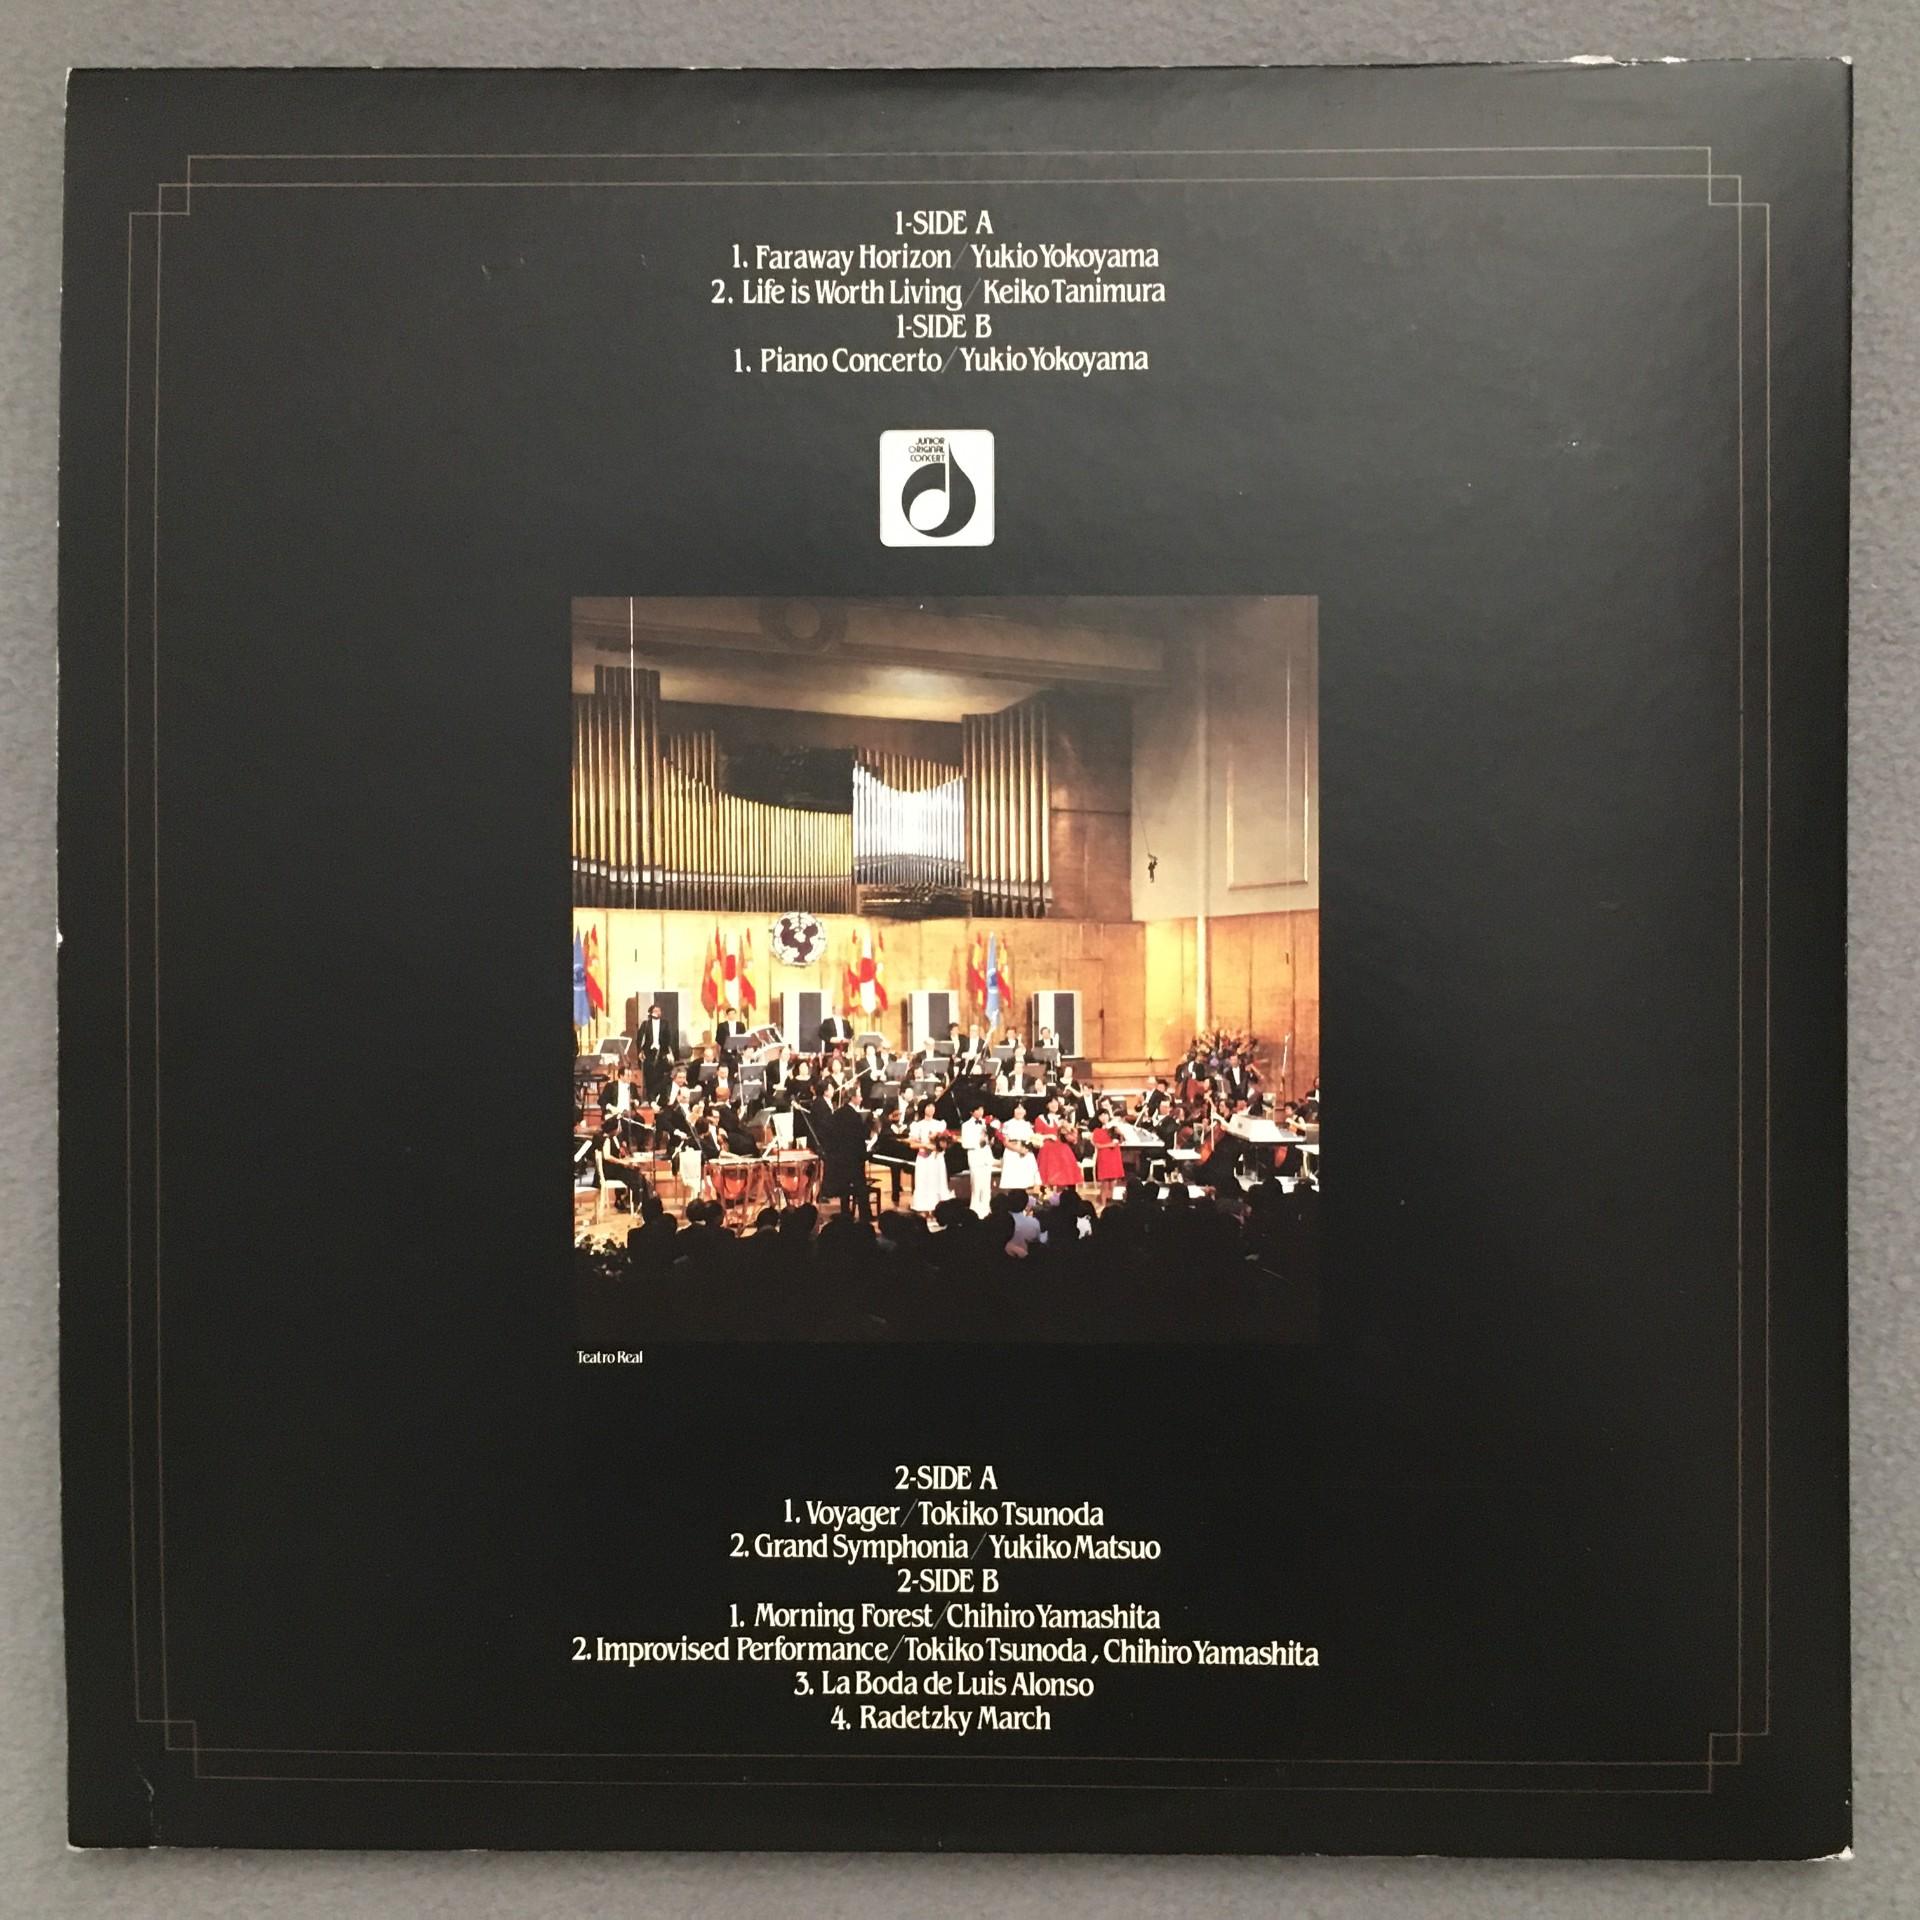 1-SIDE A
1. Faraway Horizon/Yukio Yokoyama
2. Life is Worth Living/Keiko Tanimura
1-SIDE B
1. Piano Concerto/Yukio Yokoyama
JUNIOR
ORIGINAL
CONCERT
Teatro Real
2-SIDE A
1. Voyager/Tokiko Tsunoda
2. Grand Symphonia/Yukiko Matsuo
2-SIDE B
1. Morning Forest/Chihiro Yamashita
2. Improvised Performance/Tokiko Tsunoda, Chihiro Yamashita
3. La Boda de Luis Alonso
4. Radetzky March